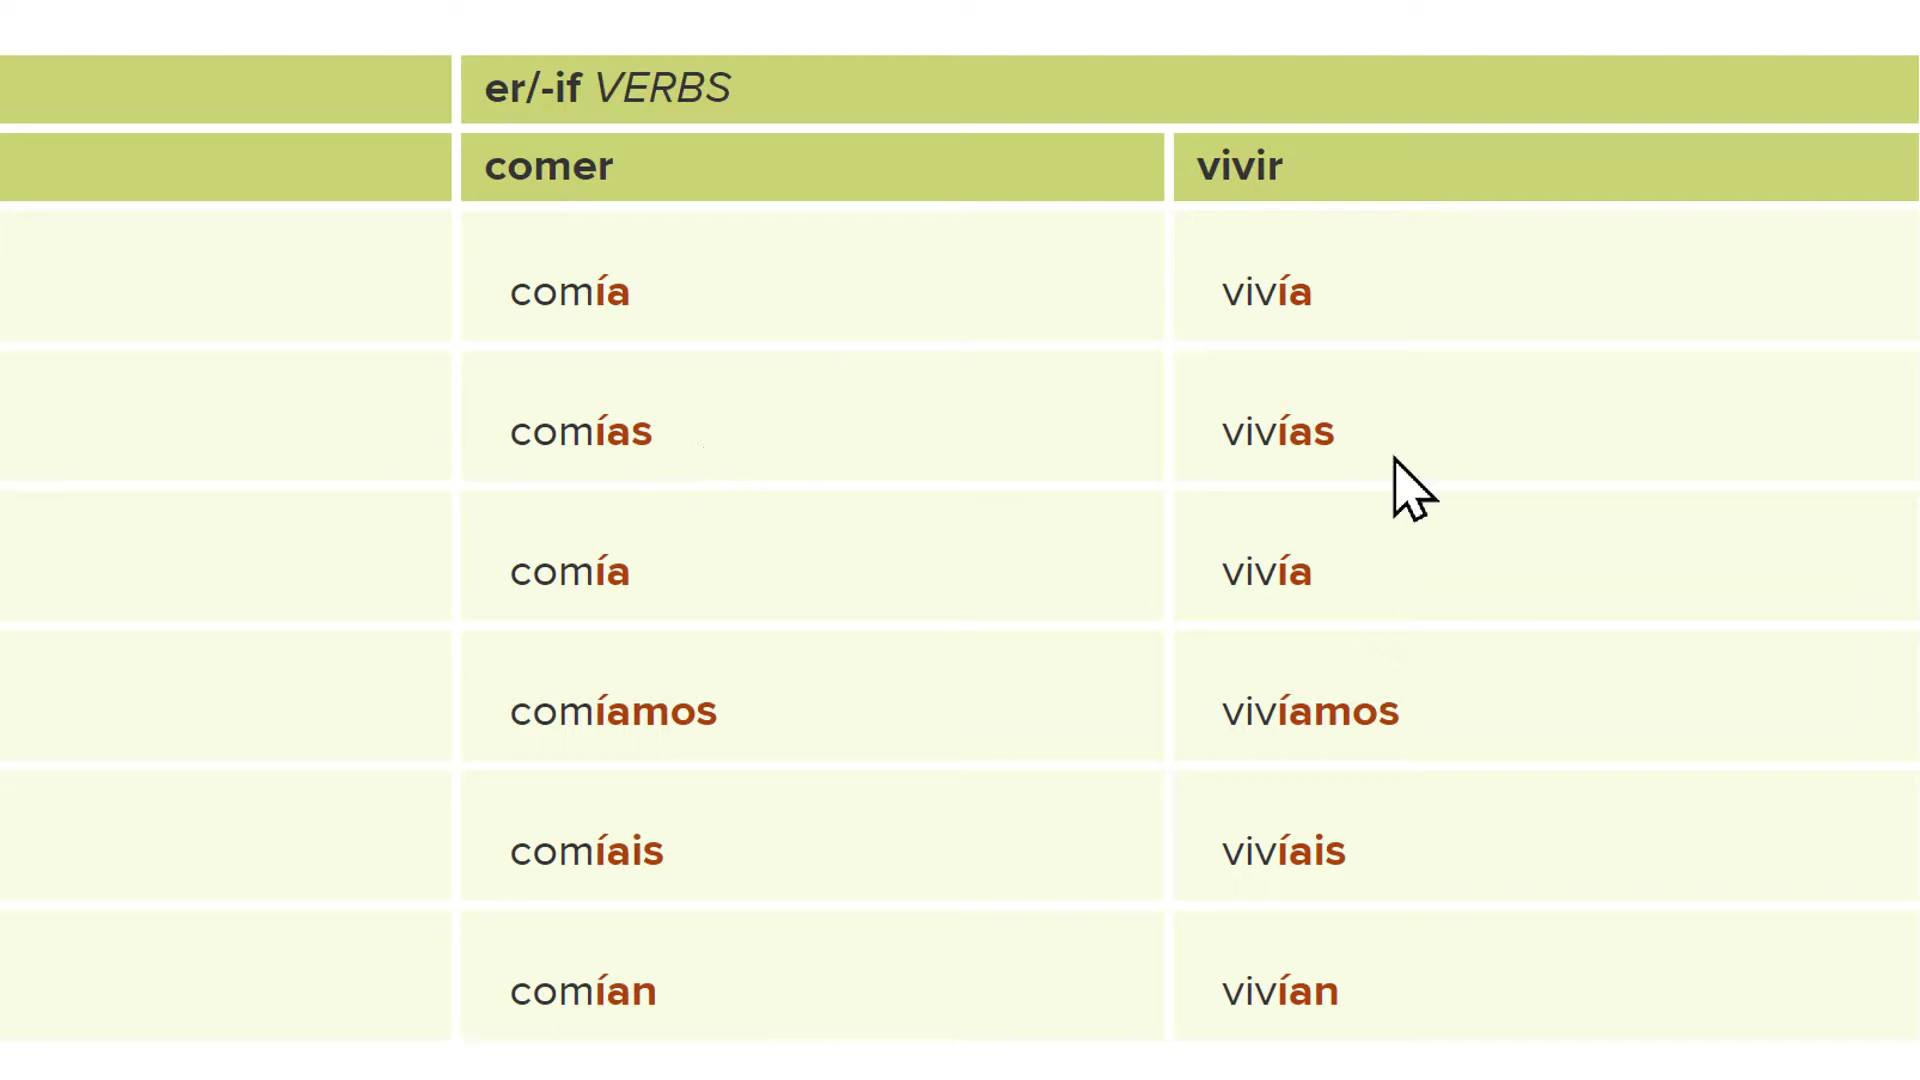 er/-if VERBS
comer vivir
comía vivía
comías vivías
comía vivía
comíamos vivíamos
comíais vivíais
comían vivían